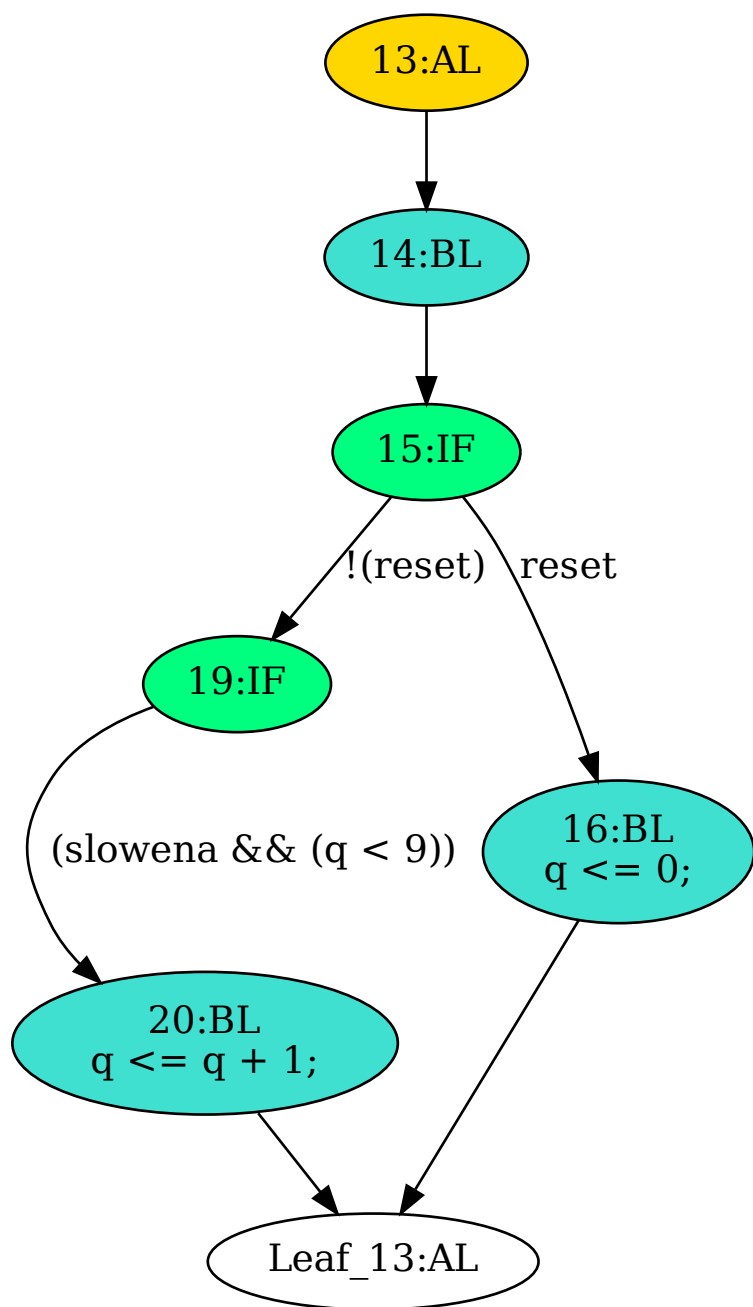 13:AL
14:BL
15:IF
!(reset)
reset
19:IF
(slowena && (q < 9))
16:BL
q <= 0;
20:BL
q <= q + 1;
Leaf_13:AL